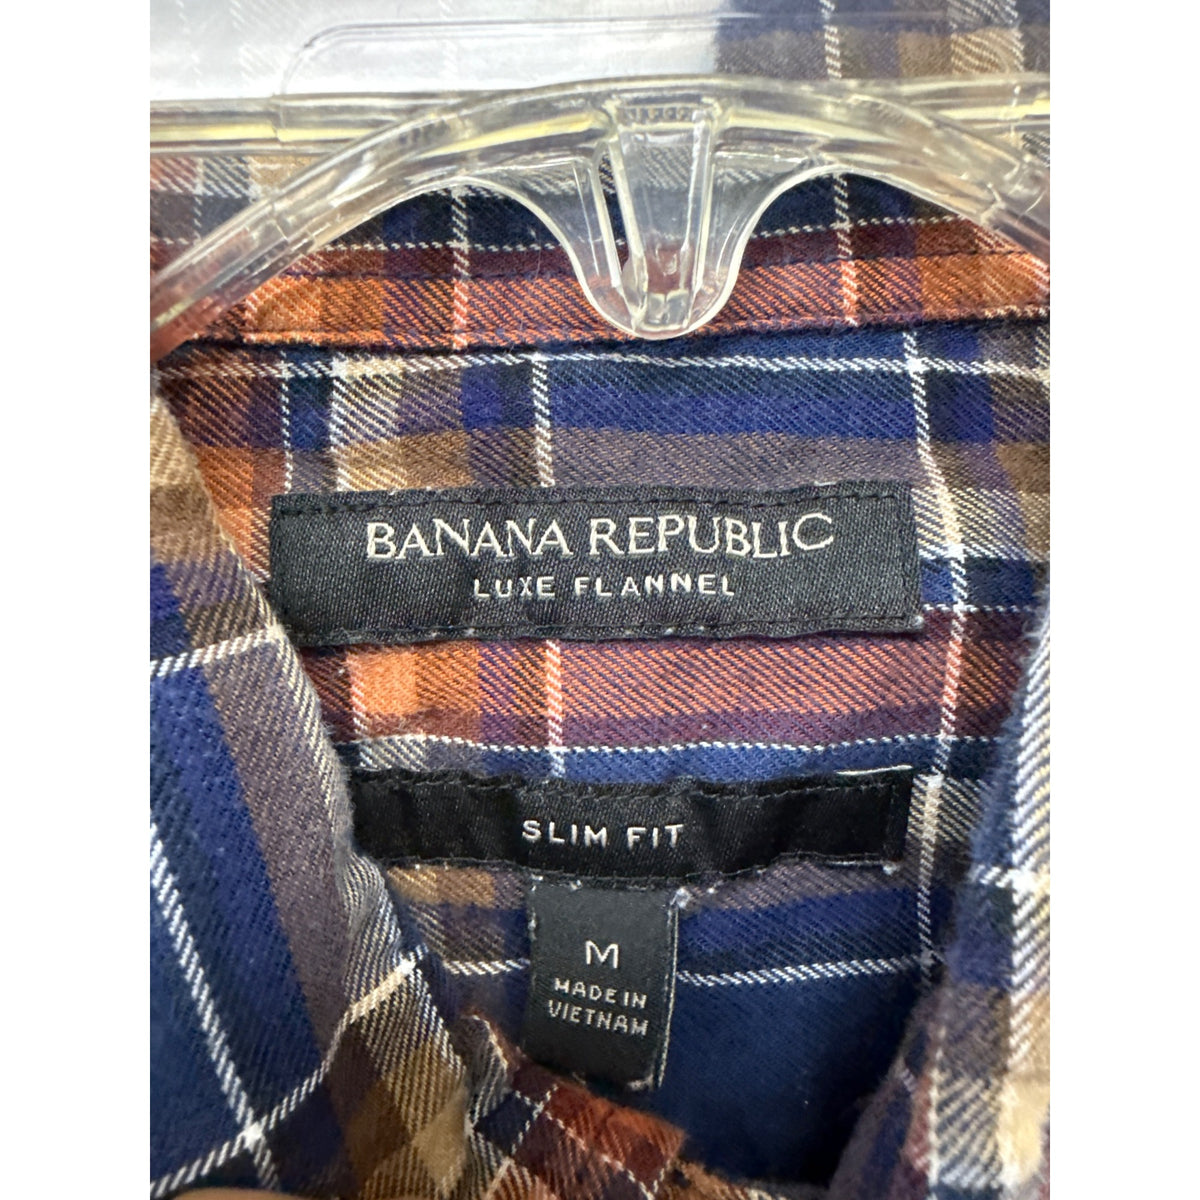 BANANA REPUBLIC
LUXE FLANNEL
SLIM FIT
M
MADE IN
VIETNAM